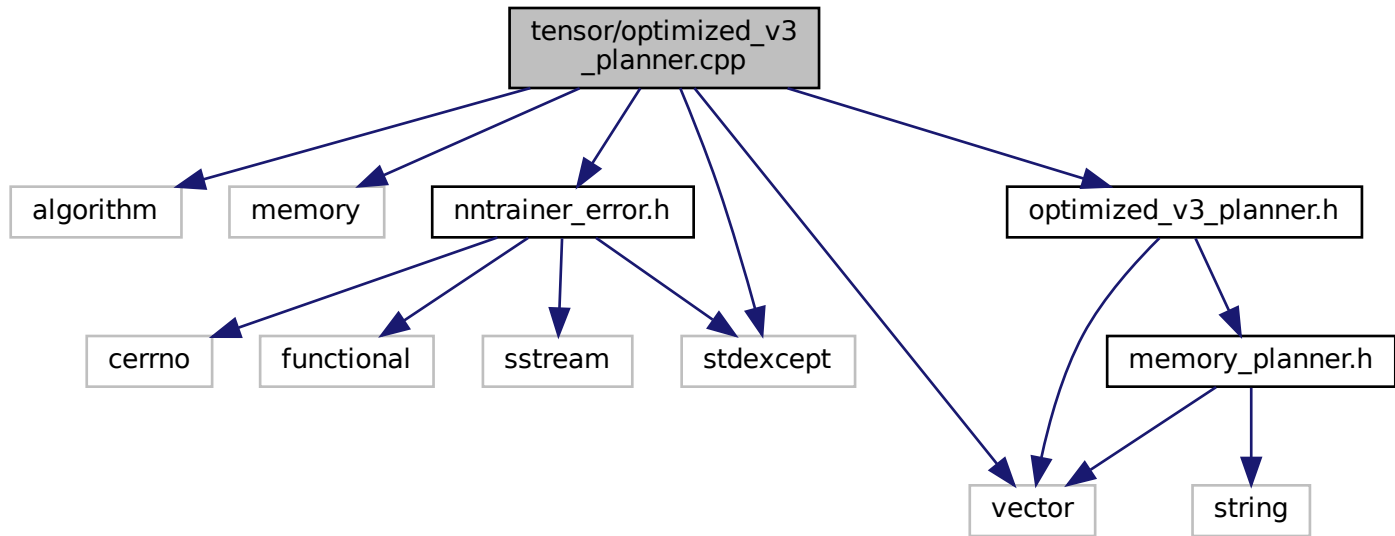 tensor/optimized_v3
_planner.cpp
algorithm
memory
nntrainer_error.h
optimized_v3_planner.h
cerrno
functional
sstream
stdexcept
memory_planner.h
vector
string